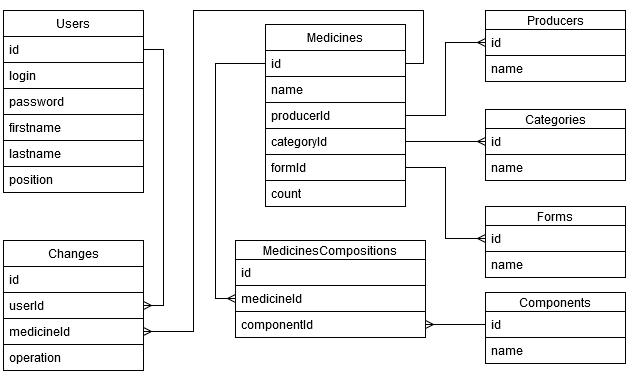 Users
id
login
password
firstname
lastname
position
Medicines
id
name
producerId
categoryId
formId
count
Producers
id
name
Categories
id
name
Forms
id
name
Changes
id
userId
medicineId
operation
MedicinesCompositions
id
medicineId
componentId
Components
id
name